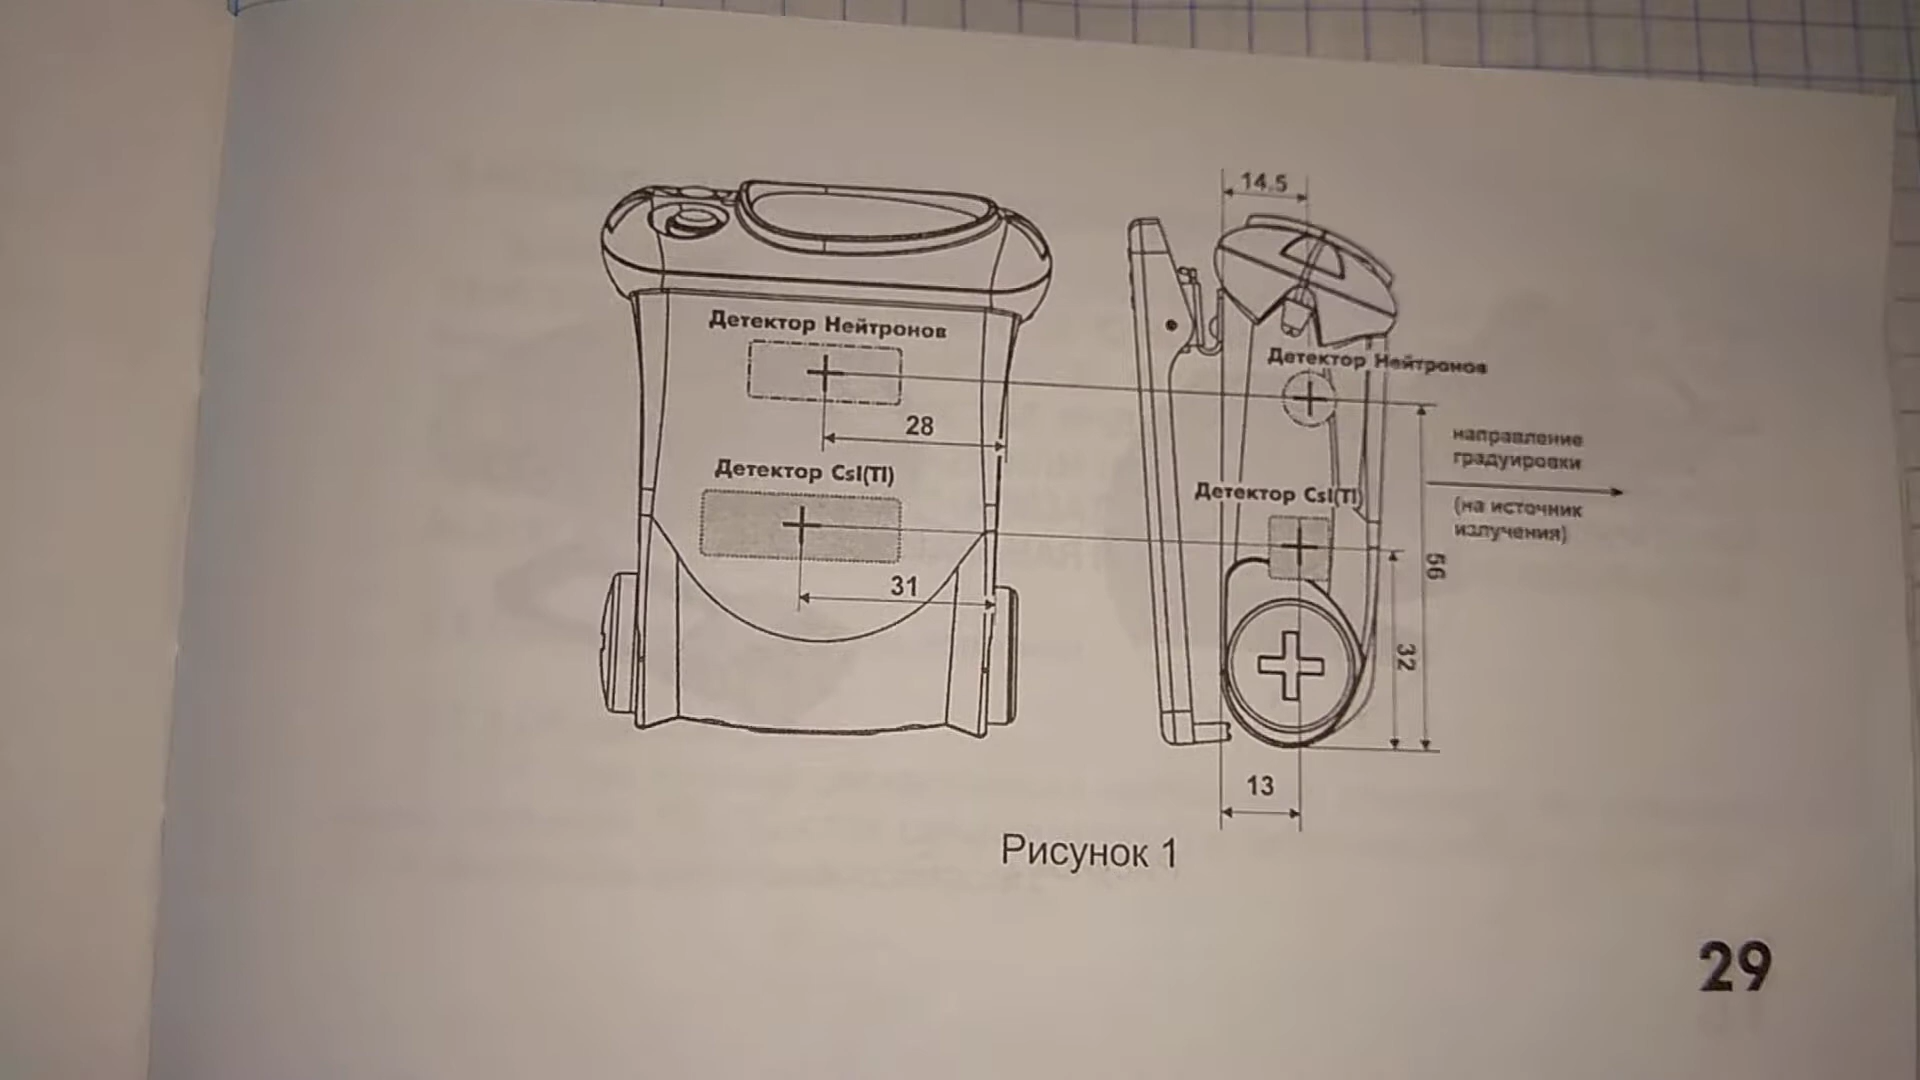 14.5
Детектор Нейтронов
Детектор Нейтронов
28
направление
градуировки
Детектор CsI(Tl)
Детектор CsI(Tl)
(на источник
излучения)
56
31
32
13
Рисунок 1
29